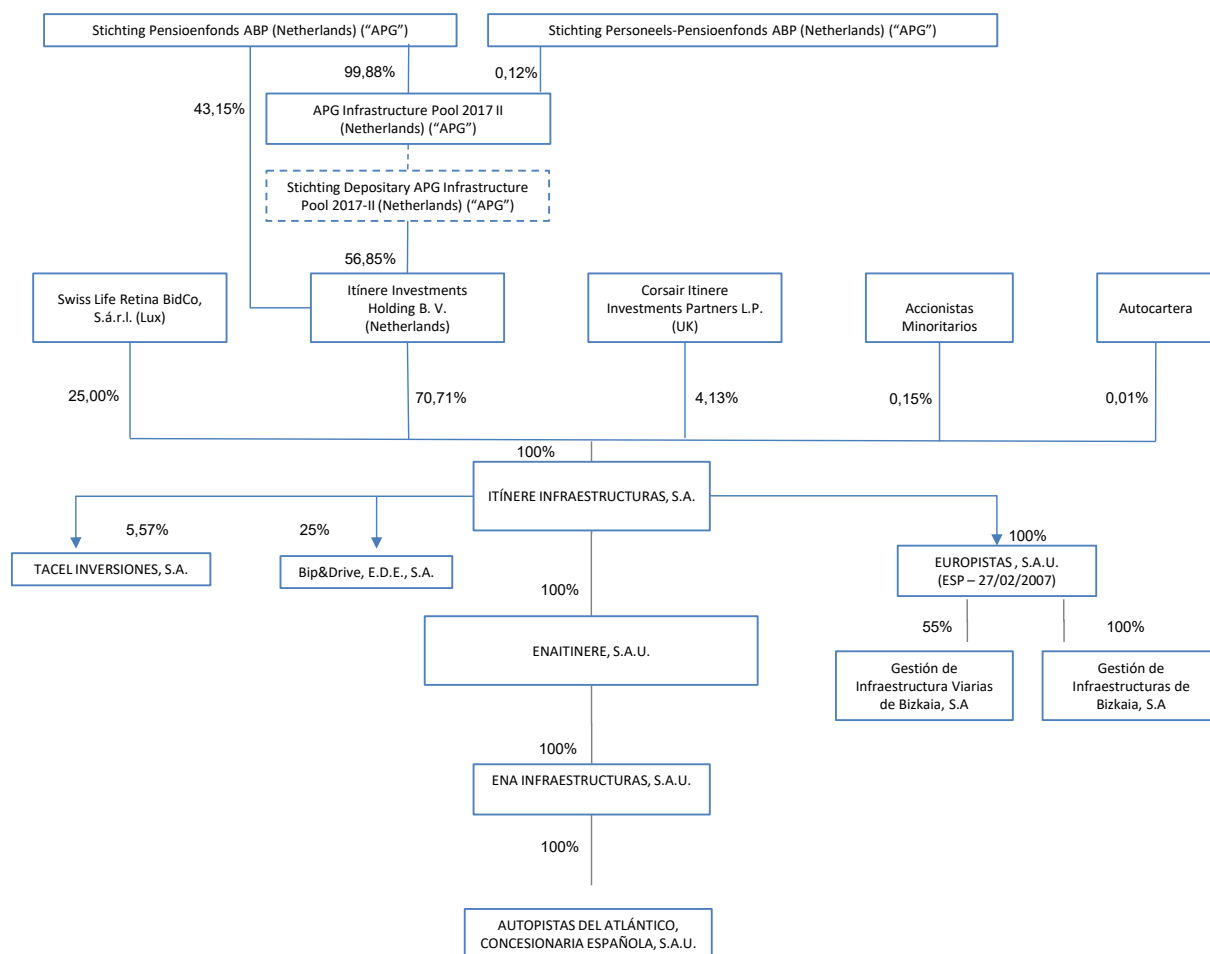 Stichting Pensioenfonds ABP (Netherlands) (“APG”)
Stichting Personeels-Pensioenfonds ABP (Netherlands) (“APG”)
99,88%
0,12%
43,15%
APG Infrastructure Pool 2017 II
(Netherlands) (“APG”)
Stichting Depositary APG Infrastructure
Pool 2017-II (Netherlands) (“APG”)
56,85%
Swiss Life Retina BidCo,
S.á.r.l. (Lux)
Itínere Investments
Holding B. V.
(Netherlands)
Corsair Itinere
Investments Partners L.P.
(UK)
Accionistas
Minoritarios
Autocartera
25,00%
70,71%
4,13%
0,15%
0,01%
100%
ITÍNERE INFRAESTRUCTURAS, S.A.
5,57%
25%
100%
TACEL INVERSIONES, S.A.
Bip&Drive, E.D.E., S.A.
EUROPISTAS , S.A.U.
(ESP – 27/02/2007)
100%
55%
100%
ENAITINERE, S.A.U.
Gestión de
Infraestructura Viarias
de Bizkaia, S.A
Gestión de
Infraestructuras de
Bizkaia, S.A
100%
ENA INFRAESTRUCTURAS, S.A.U.
100%
AUTOPISTAS DEL ATLÁNTICO,
CONCESIONARIA ESPAÑOLA, S.A.U.